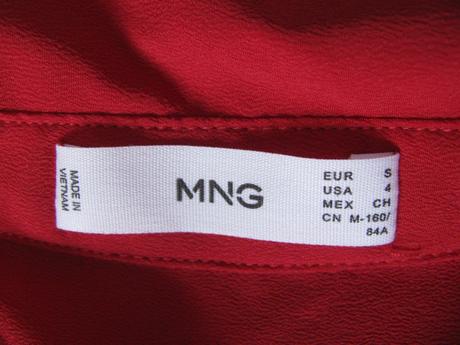 MADE IN
VIETNAM
MNG
EUR S
USA 4
MEX CH
CN M-160/
84A